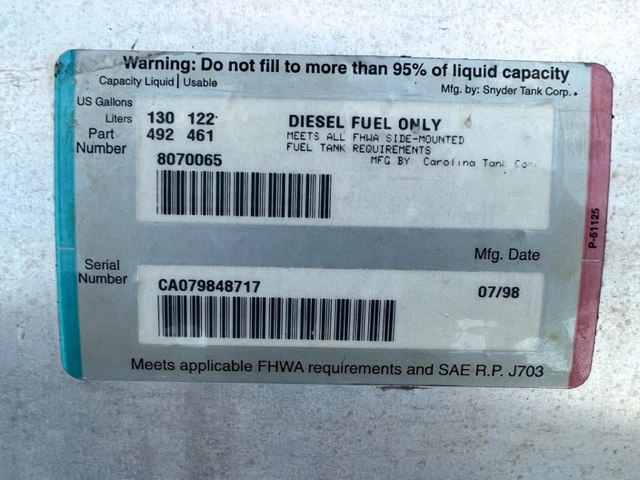 Warning: Do not fill to more than 95% of liquid capacity
Capacity Liquid | Usable
Mfg. by: Snyder Tank Corp.
US Gallons 130 122
Liters 492 461
DIESEL FUEL ONLY
MEETS ALL FHWA SIDE-MOUNTED
FUEL TANK REQUIREMENTS
MFG BY: Carolina Tank Cor
Part Number 8070065
P-51125
Mfg. Date
Serial Number CA079848717
07/98
Meets applicable FHWA requirements and SAE R.P. J703